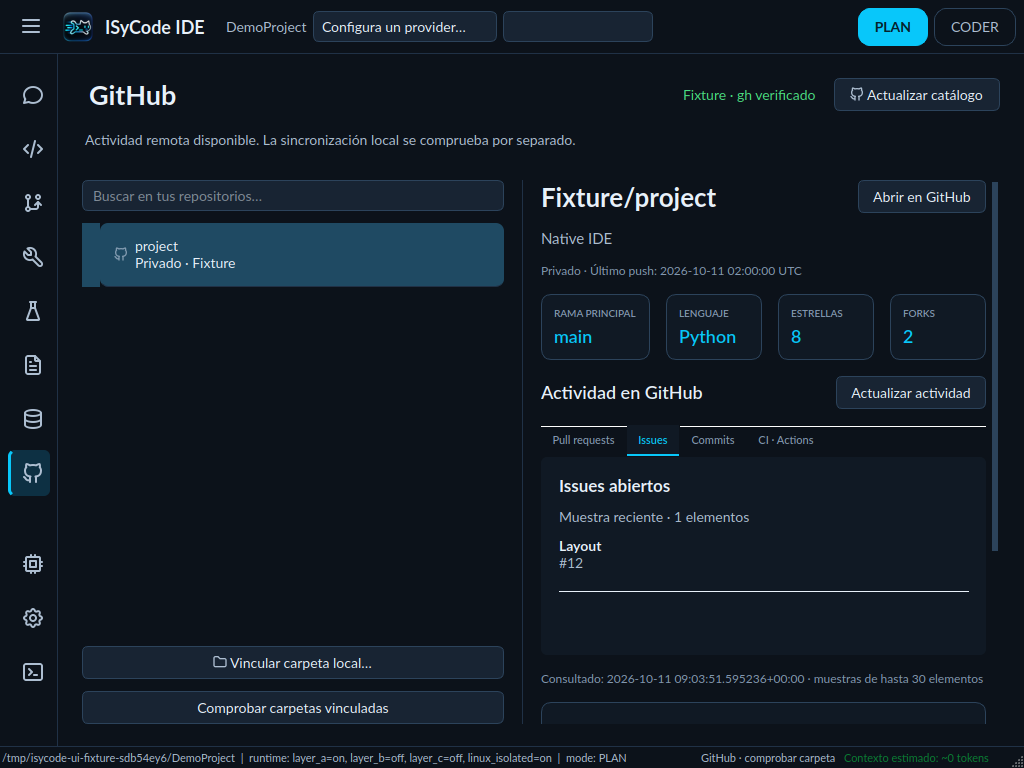 ISyCode IDE
DemoProject
Configura un provider...
PLAN
CODER
GitHub
Fixture · gh verificado
Actualizar catálogo
Actividad remota disponible. La sincronización local se comprueba por separado.
Buscar en tus repositorios...
project
Privado · Fixture
Vincular carpeta local...
Comprobar carpetas vinculadas
Fixture/project
Abrir en GitHub
Native IDE
Privado · Último push: 2026-10-11 02:00:00 UTC
RAMA PRINCIPAL
main
LENGUAJE
Python
ESTRELLAS
8
FORKS
2
Actividad en GitHub
Actualizar actividad
Pull requests
Issues
Commits
CI · Actions
Issues abiertos
Muestra reciente · 1 elementos
Layout
#12
Consultado: 2026-10-11 09:03:51.595236+00:00 · muestras de hasta 30 elementos
/tmp/isycode-ui-fixture-sdb54ey6/DemoProject | runtime: layer_a=on, layer_b=off, layer_c=off, linux_isolated=on | mode: PLAN
GitHub · comprobar carpeta
Contexto estimado: ~0 tokens